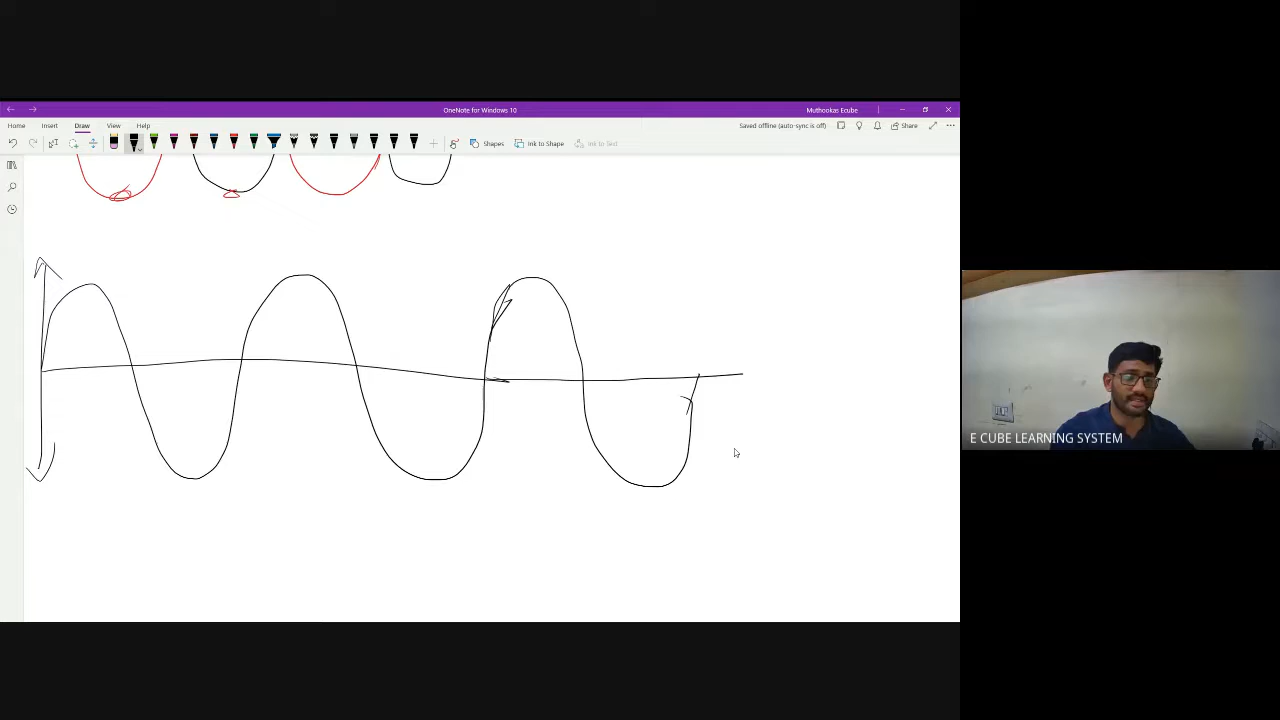 OneNote for Windows 10
Muthookas Ecube
Home Insert Draw View Help
Saved offline (auto-sync is off)
Share
Shapes
Ink to Shape
Ink to Text
E CUBE LEARNING SYSTEM